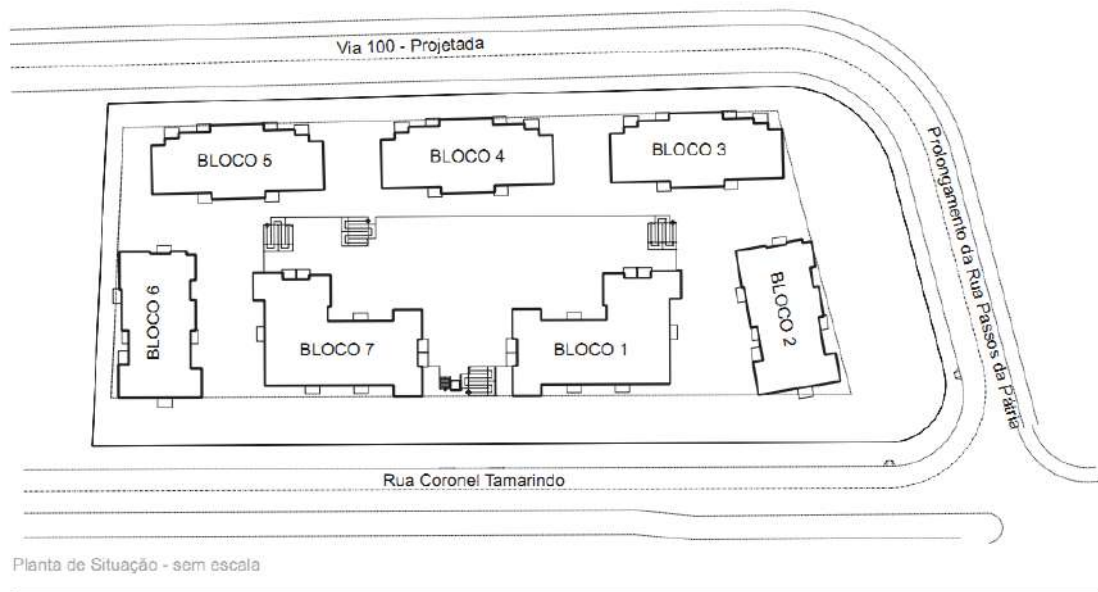 Via 100 - Projetada
BLOCO 5
BLOCO 4
BLOCO 3
Prolongamento da Rua Passos da Pátria
BLOCO 6
BLOCO 7
BLOCO 1
BLOCO 2
Rua Coronel Tamarindo
Planta de Situação - sem escala